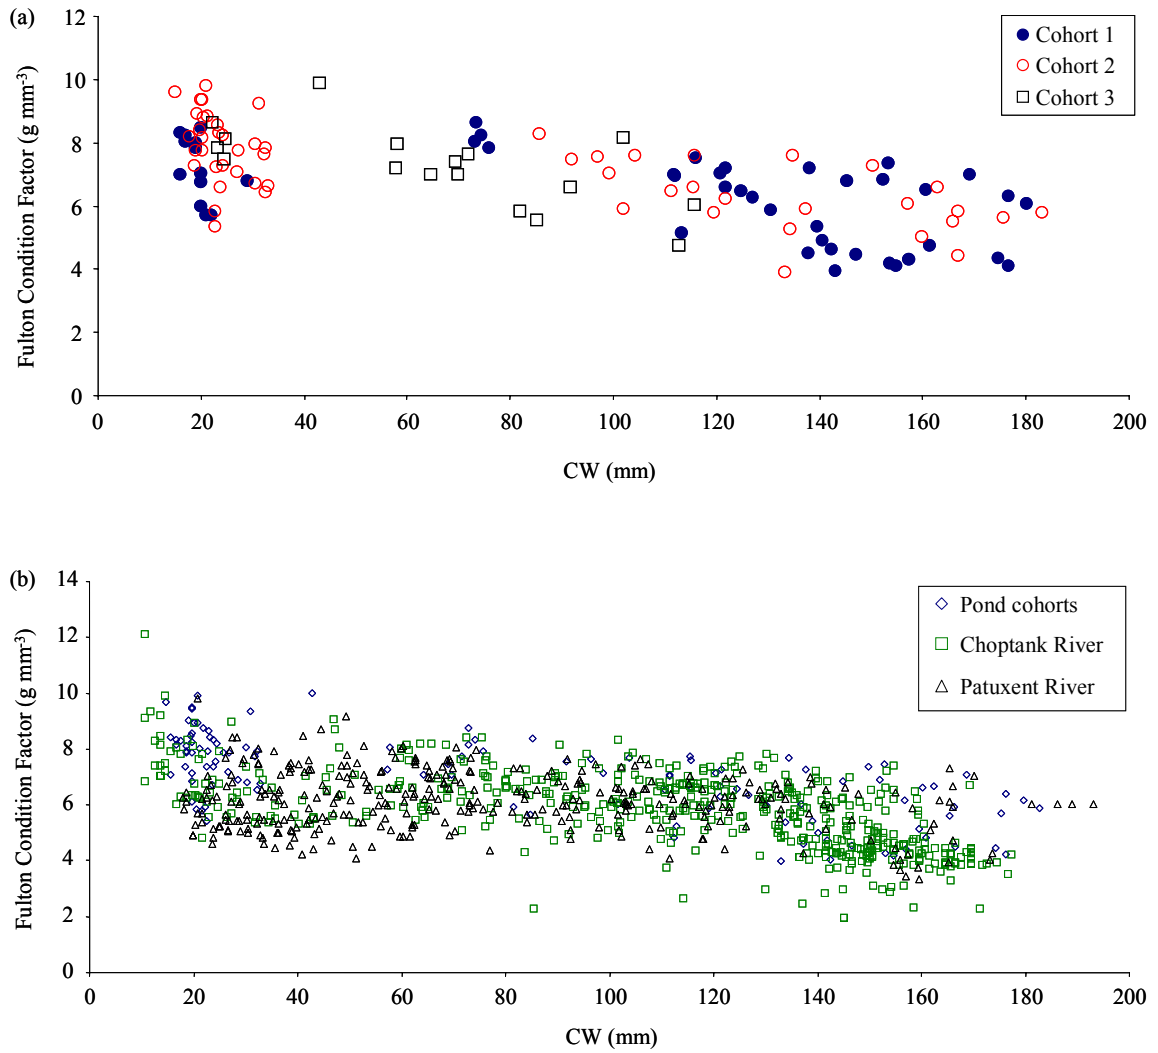 (a)
Fulton Condition Factor (g mm-3)
12
10
8
6
4
2
0
0 20 40 60 80 100 120 140 160 180 200
CW (mm)
Cohort 1
Cohort 2
Cohort 3
(b)
Fulton Condition Factor (g mm-3)
14
12
10
8
6
4
2
0
0 20 40 60 80 100 120 140 160 180 200
CW (mm)
Pond cohorts
Choptank River
Patuxent River